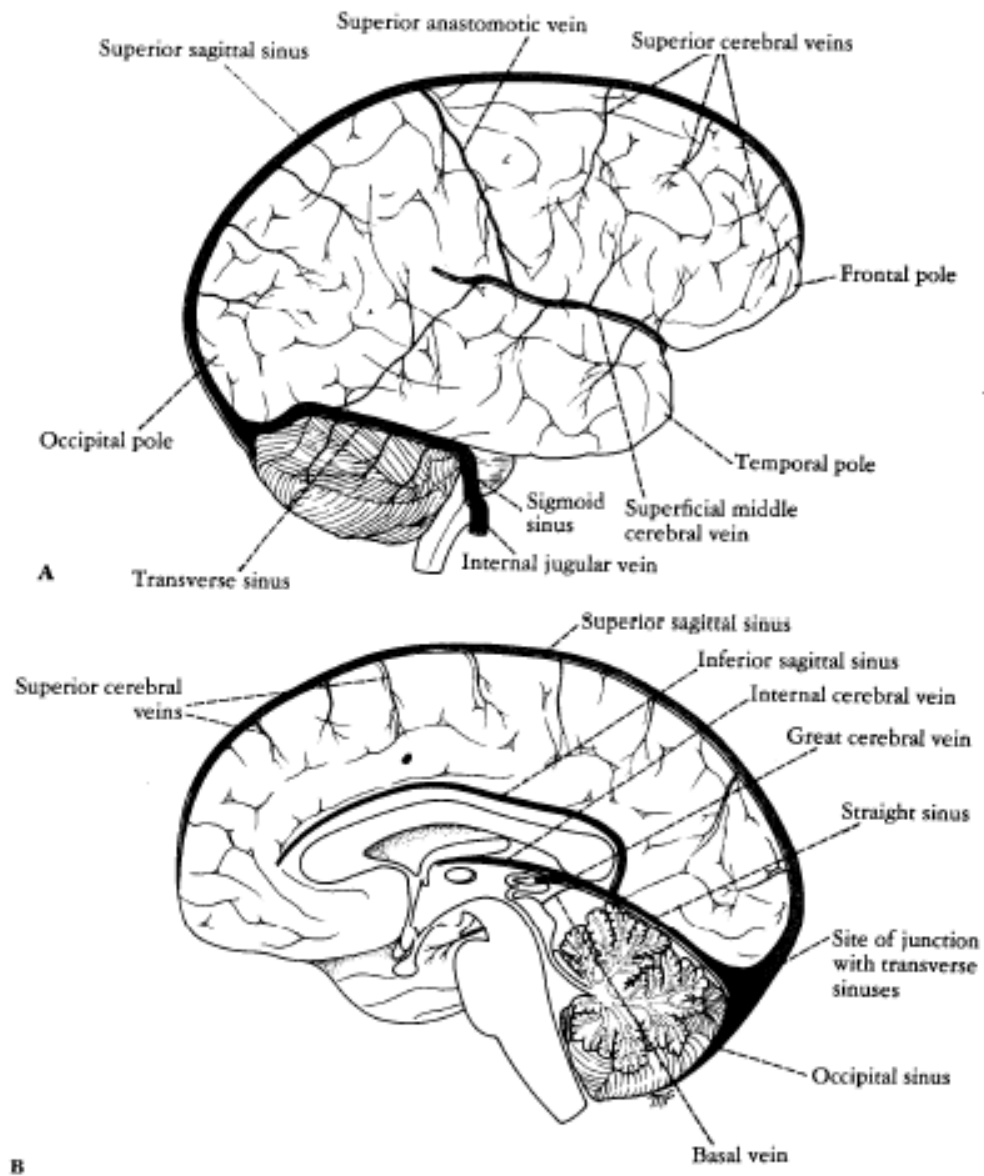 Superior anastomotic vein
Superior sagittal sinus
Superior cerebral veins
Frontal pole
Occipital pole
Temporal pole
Sigmoid
sinus
Superficial middle
cerebral vein
Internal jugular vein
Transverse sinus
A
Superior sagittal sinus
Inferior sagittal sinus
Superior cerebral
veins
Internal cerebral vein
Great cerebral vein
Straight sinus
Site of junction
with transverse
sinuses
Occipital sinus
Basal vein
B